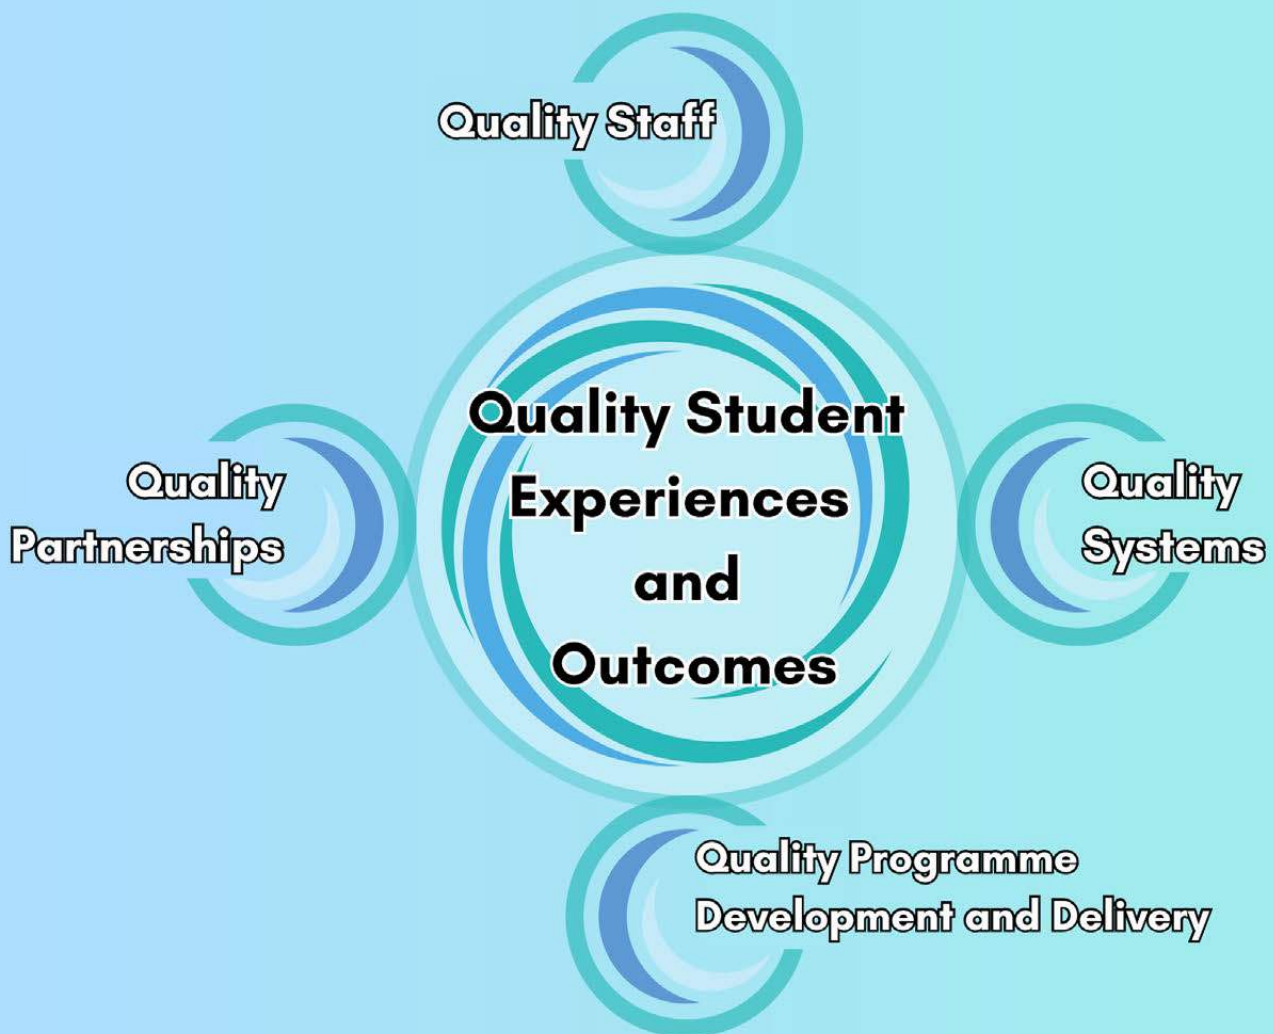 Quality Staff
Quality Student
Experiences
and
Outcomes
Quality
Partnerships
Quality
Systems
Quality Programme
Development and Delivery